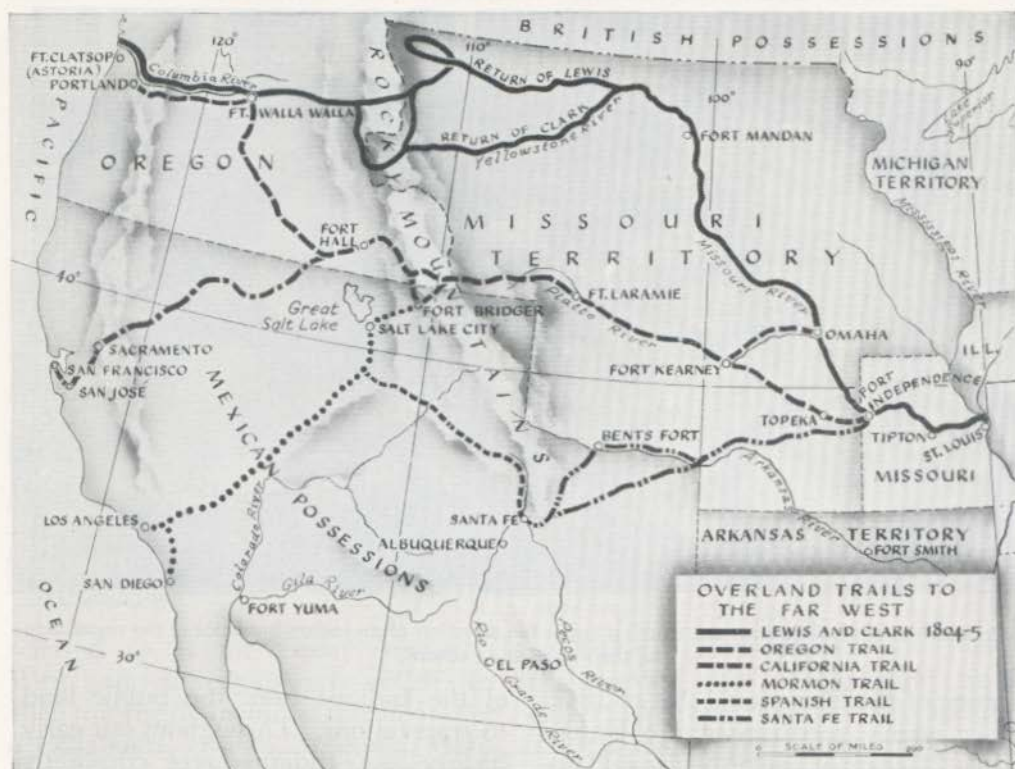 BRITISH POSSESSIONS
FT. CLATSOP
(ASTORIA)
PORTLAND
120°
Columbia River
FT. WALLA WALLA
ROCKY MOUNTAINS
110°
RETURN OF LEWIS
RETURN OF CLARK
Yellowstone River
100°
FORT MANDAN
90°
Lake Superior
MICHIGAN
TERRITORY
Mississippi River
PACIFIC OCEAN
OREGON
MISSOURI
TERRITORY
Missouri River
FORT
HALL
40°
Great
Salt Lake
FORT BRIDGER
SALT LAKE CITY
FT. LARAMIE
Platte River
OMAHA
FORT KEARNEY
SACRAMENTO
SAN FRANCISCO
SAN JOSE
MEXICAN POSSESSIONS
ILL.
FORT
INDEPENDENCE
TOPEKA
TIPTON
ST. LOUIS
MISSOURI
BENTS FORT
Arkansas River
LOS ANGELES
SAN DIEGO
Colorado River
SANTA FE
ALBUQUERQUE
ARKANSAS TERRITORY
FORT SMITH
Gila River
FORT YUMA
30°
EL PASO
Rio Grande River
Pecos River
OVERLAND TRAILS TO
THE FAR WEST
LEWIS AND CLARK 1804-5
OREGON TRAIL
CALIFORNIA TRAIL
MORMON TRAIL
SPANISH TRAIL
SANTA FE TRAIL
0 SCALE OF MILES 200